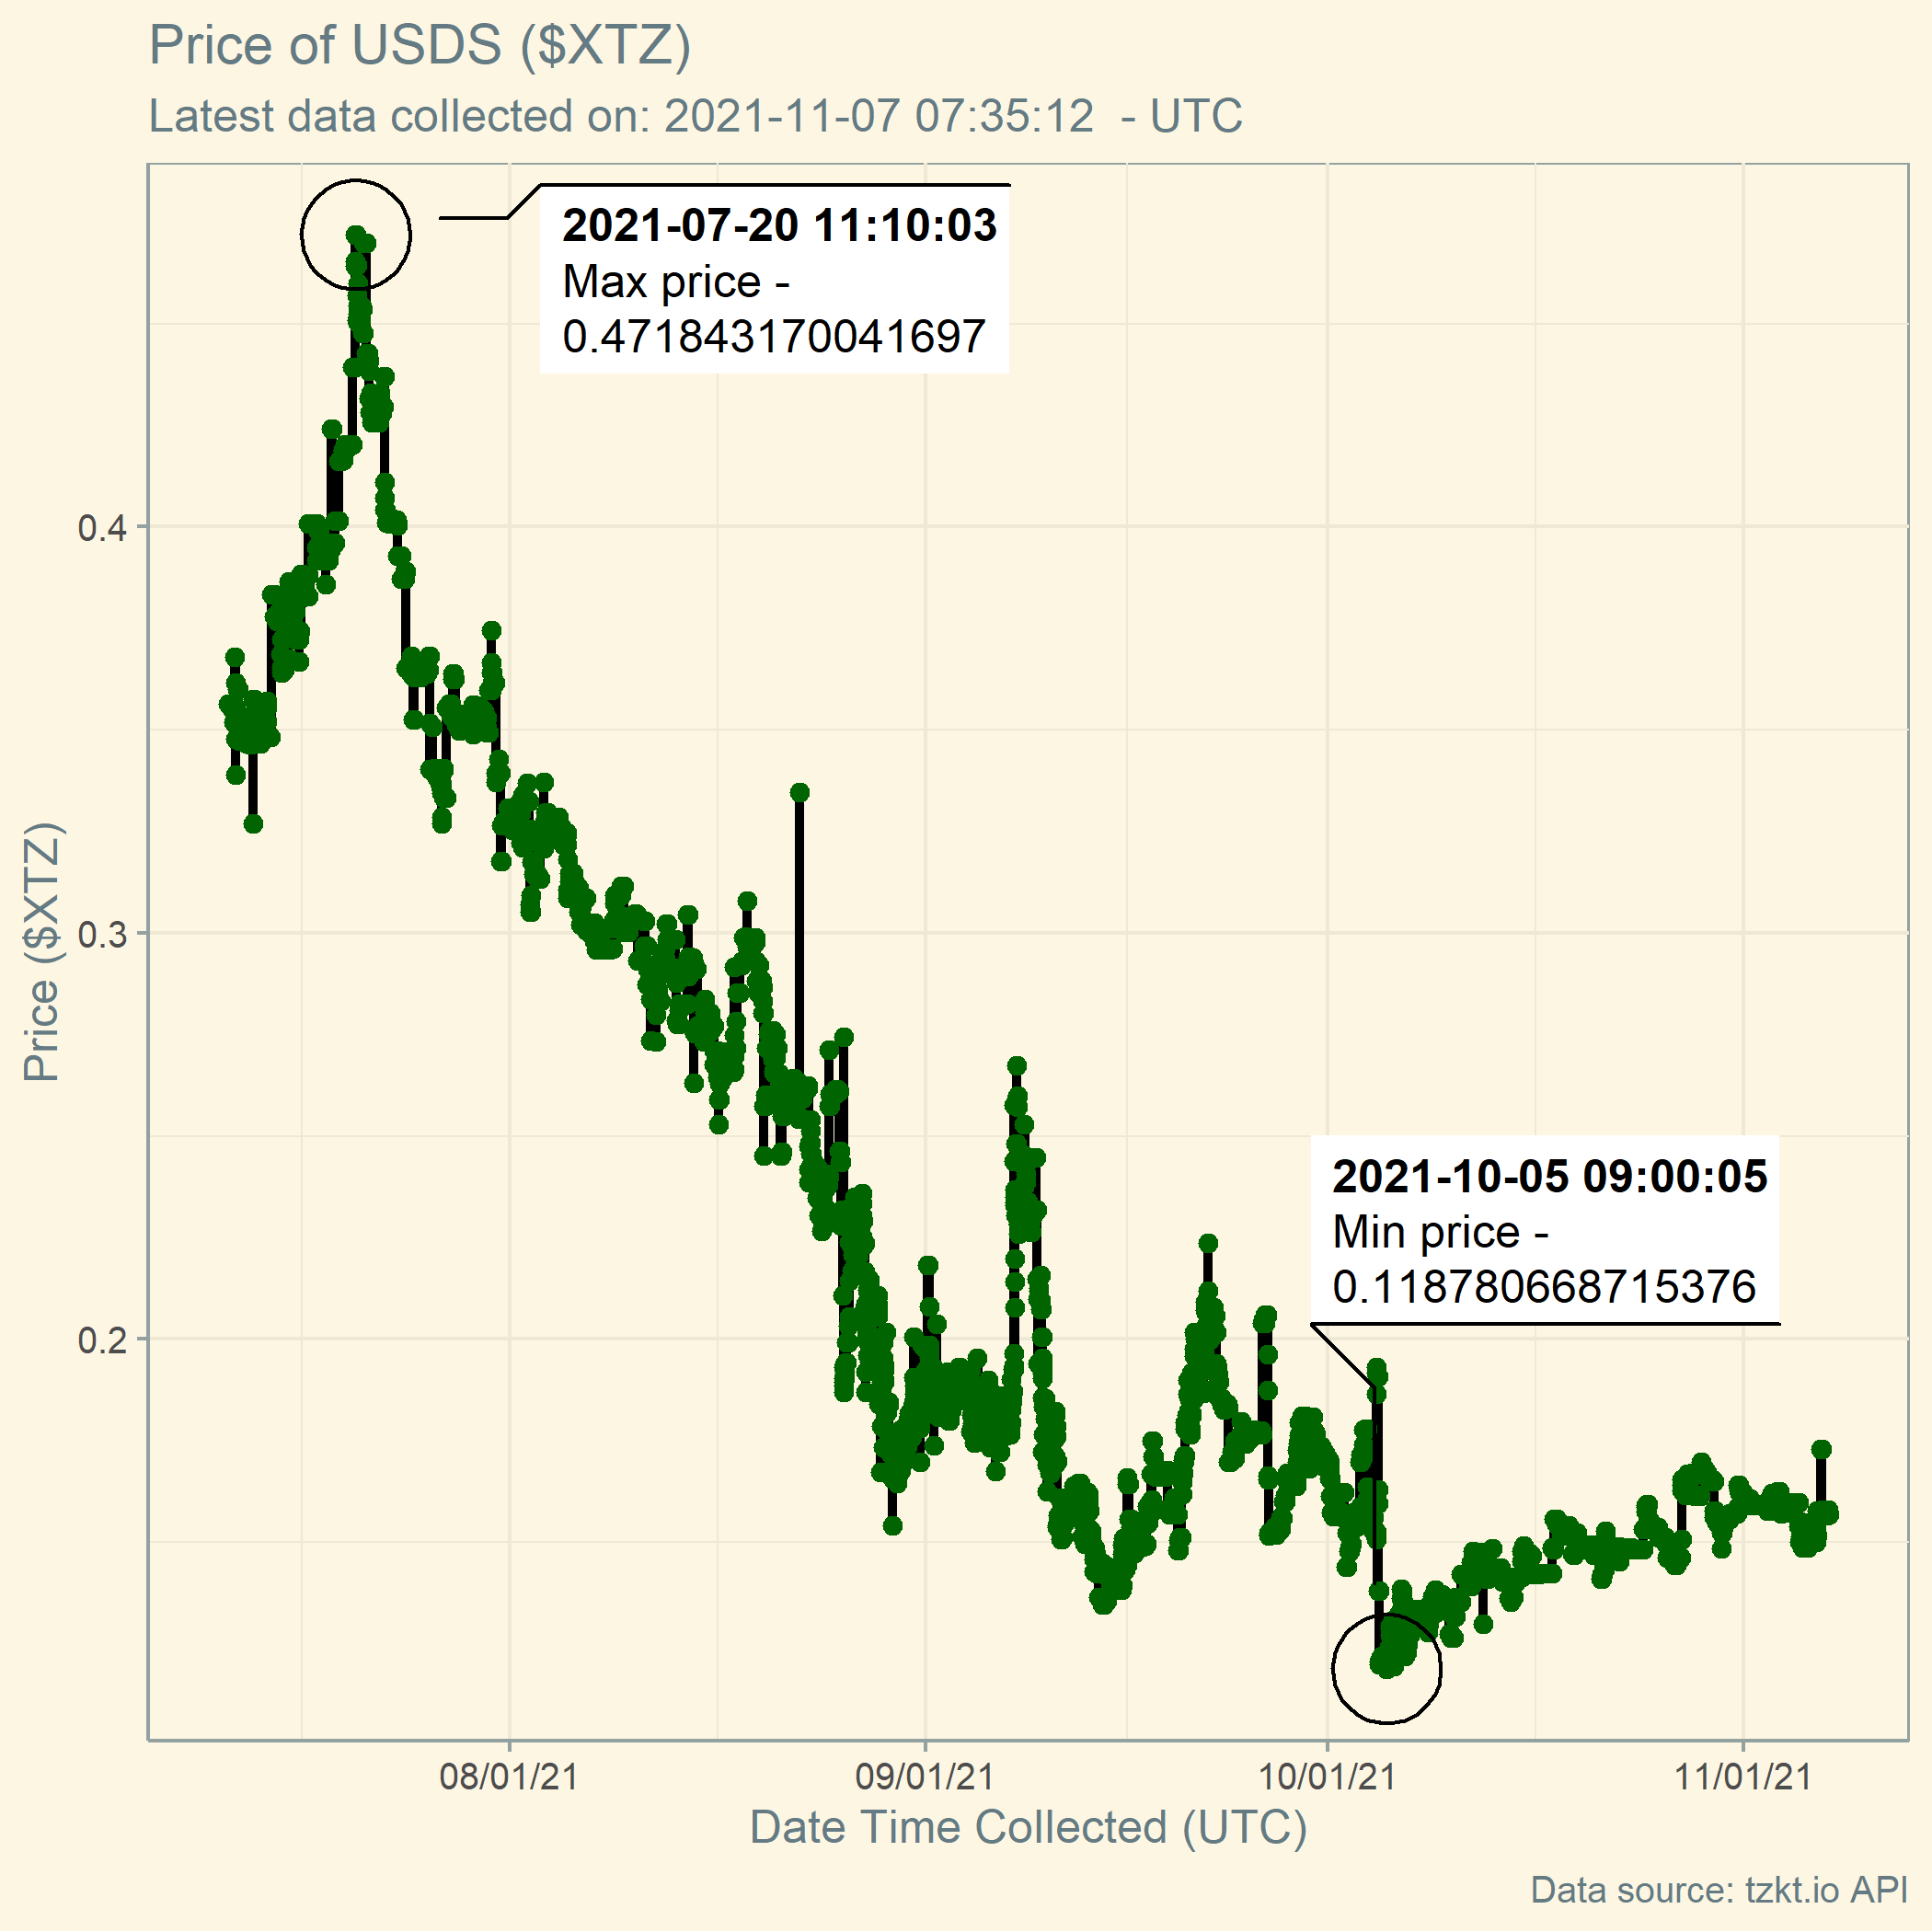 Price of USDS ($XTZ)
Latest data collected on: 2021-11-07 07:35:12  - UTC
2021-07-20 11:10:03
Max price -
0.471843170041697
2021-10-05 09:00:05
Min price -
0.118780668715376
Price ($XTZ)
0.4
0.3
0.2
08/01/21
09/01/21
10/01/21
11/01/21
Date Time Collected (UTC)
Data source: tzkt.io API